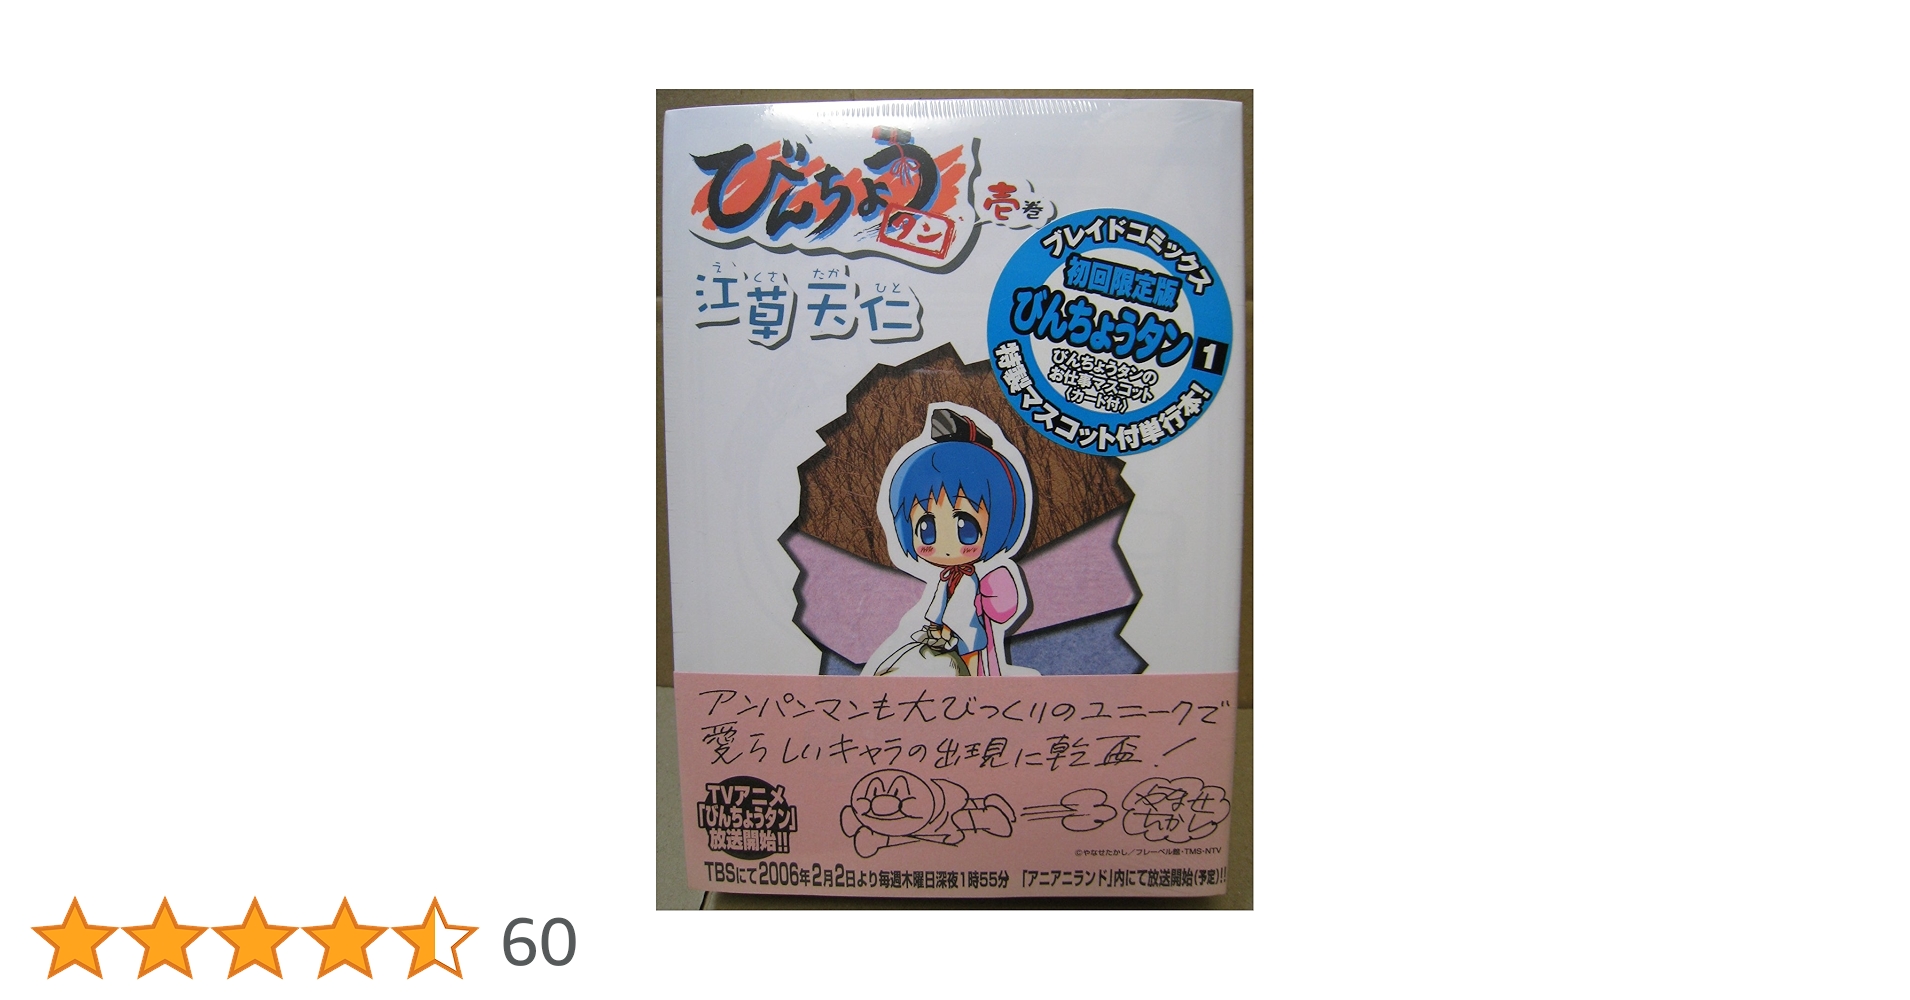 びんちょう
タン
壱巻
えくさ たかひと
江草 天仁
ブレイドコミックス
初回限定版
びんちょうタン
1
びんちょうタンの
お仕事マスコット
(カード付)
特製マスコット付単行本!
アンパンマンも大びっくりのユニークで
愛らしいキャラの出現に乾盃!
TVアニメ
「びんちょうタン」
放送開始!!
やなせ
たかし
©やなせたかし/フレーベル館・TMS・NTV
TBSにて2006年2月2日より毎週木曜日深夜1時55分 「アニアニランド」内にて放送開始(予定)!!
60